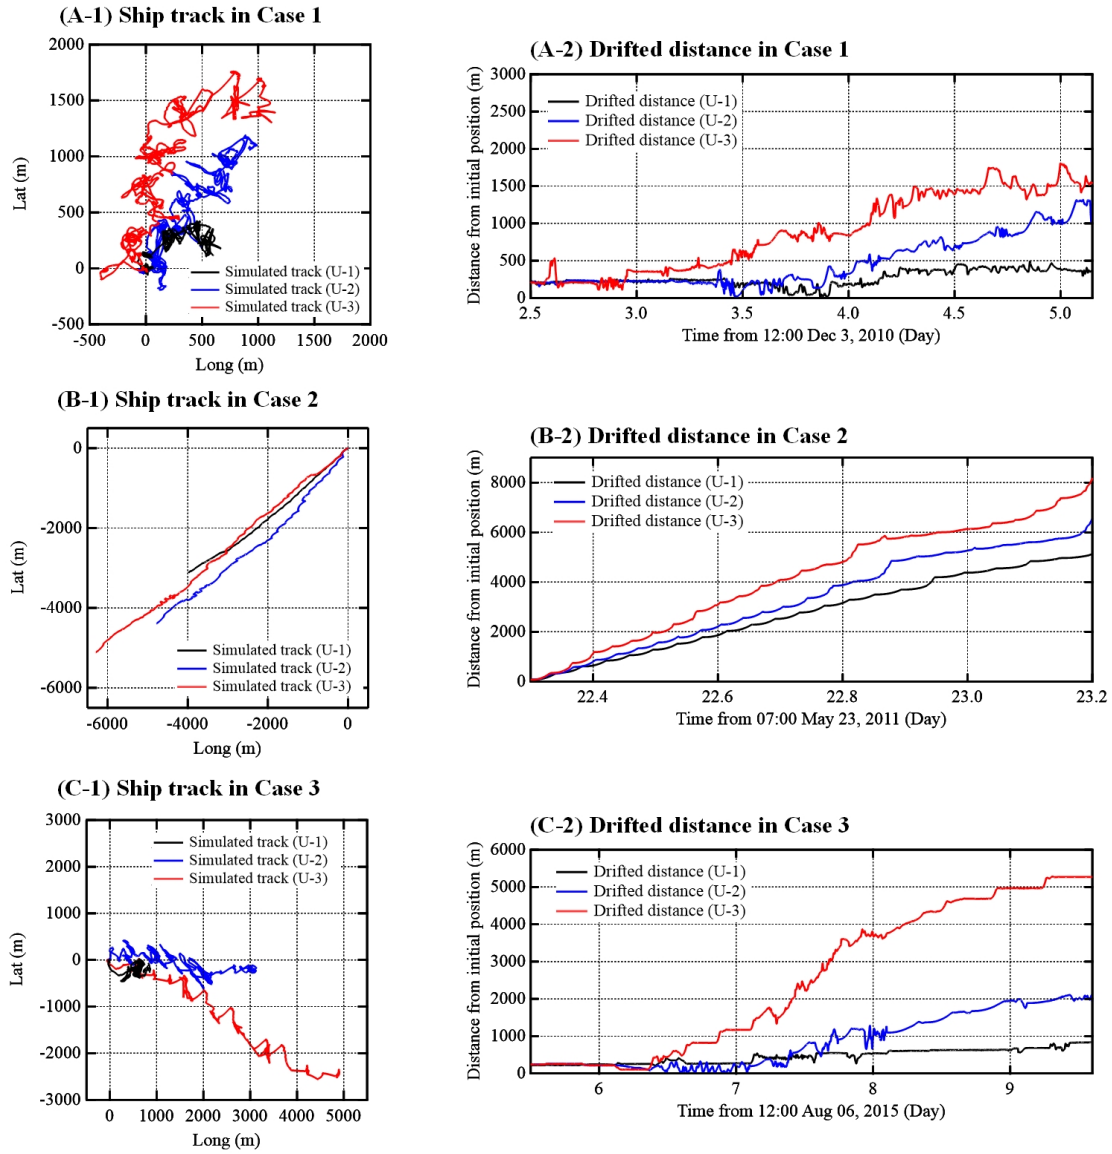 (A-1) Ship track in Case 1
2000
1500
1000
500
0
-500
Lat (m)
Simulated track (U-1)
Simulated track (U-2)
Simulated track (U-3)
-500 0 500 1000 1500 2000
Long (m)
(A-2) Drifted distance in Case 1
3000
2500
2000
1500
1000
500
0
Distance from initial position (m)
Drifted distance (U-1)
Drifted distance (U-2)
Drifted distance (U-3)
2.5 3.0 3.5 4.0 4.5 5.0
Time from 12:00 Dec 3, 2010 (Day)
(B-1) Ship track in Case 2
0
-2000
-4000
-6000
Lat (m)
Simulated track (U-1)
Simulated track (U-2)
Simulated track (U-3)
-6000 -4000 -2000 0
Long (m)
(B-2) Drifted distance in Case 2
8000
6000
4000
2000
0
Distance from initial position (m)
Drifted distance (U-1)
Drifted distance (U-2)
Drifted distance (U-3)
22.4 22.6 22.8 23.0 23.2
Time from 07:00 May 23, 2011 (Day)
(C-1) Ship track in Case 3
3000
2000
1000
0
-1000
-2000
-3000
Lat (m)
Simulated track (U-1)
Simulated track (U-2)
Simulated track (U-3)
0 1000 2000 3000 4000 5000
Long (m)
(C-2) Drifted distance in Case 3
6000
5000
4000
3000
2000
1000
0
Distance from initial position (m)
Drifted distance (U-1)
Drifted distance (U-2)
Drifted distance (U-3)
6 7 8 9
Time from 12:00 Aug 06, 2015 (Day)